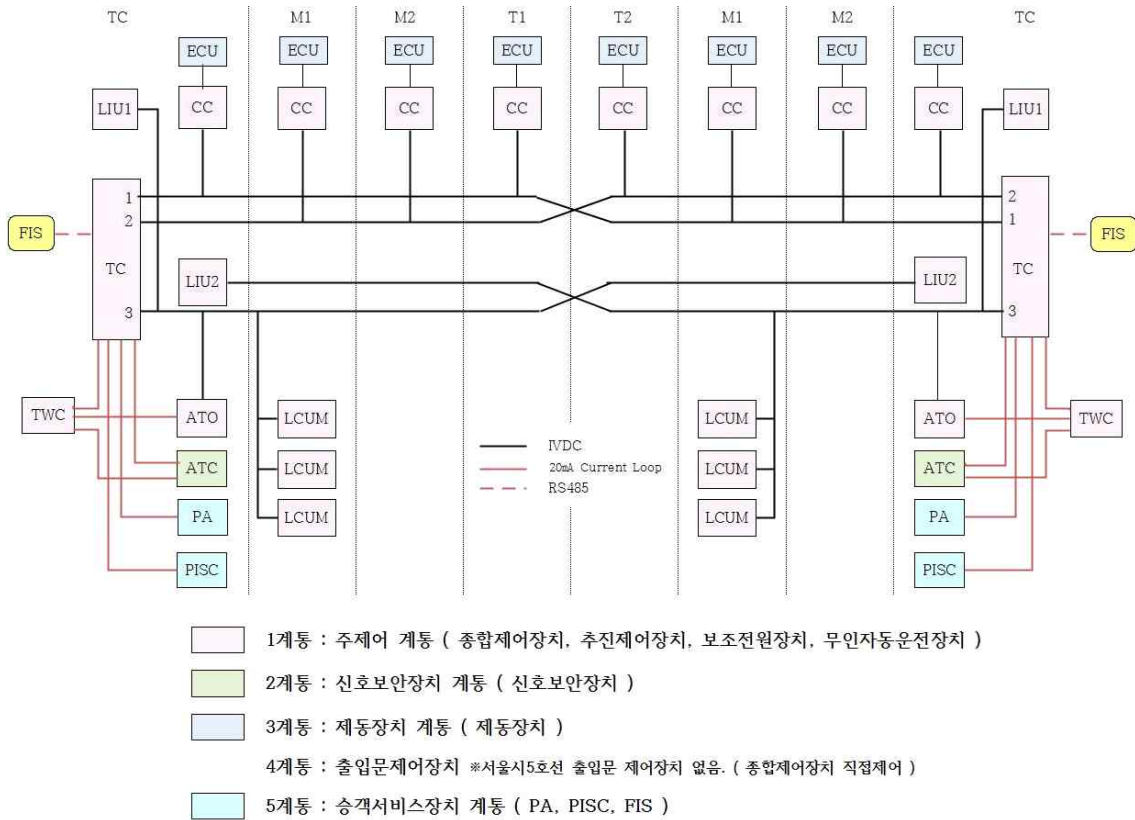 TC M1 M2 T1 T2 M1 M2 TC
ECU ECU ECU ECU ECU ECU ECU ECU
LIU1 CC CC CC CC CC CC CC CC LIU1
1 2
2 1
FIS TC TC FIS
LIU2 LIU2
3 3
TWC ATO LCUM LCUM ATO TWC
IVDC
ATC LCUM 20mA Current Loop LCUM ATC
RS485
PA LCUM LCUM PA
PISC PISC
1계통 : 주제어 계통 ( 종합제어장치, 추진제어장치, 보조전원장치, 무인자동운전장치 )
2계통 : 신호보안장치 계통 ( 신호보안장치 )
3계통 : 제동장치 계통 ( 제동장치 )
4계통 : 출입문제어장치 ※서울시5호선 출입문 제어장치 없음. ( 종합제어장치 직접제어 )
5계통 : 승객서비스장치 계통 ( PA, PISC, FIS )